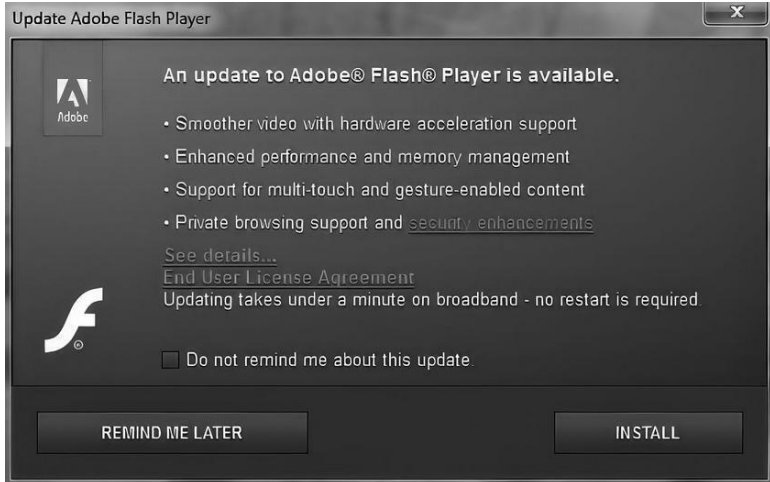 Update Adobe Flash Player
X
Adobe
An update to Adobe® Flash® Player is available.
• Smoother video with hardware acceleration support
• Enhanced performance and memory management
• Support for multi-touch and gesture-enabled content
• Private browsing support and security enhancements
See details...
End User License Agreement
Updating takes under a minute on broadband - no restart is required.
Do not remind me about this update.
REMIND ME LATER
INSTALL